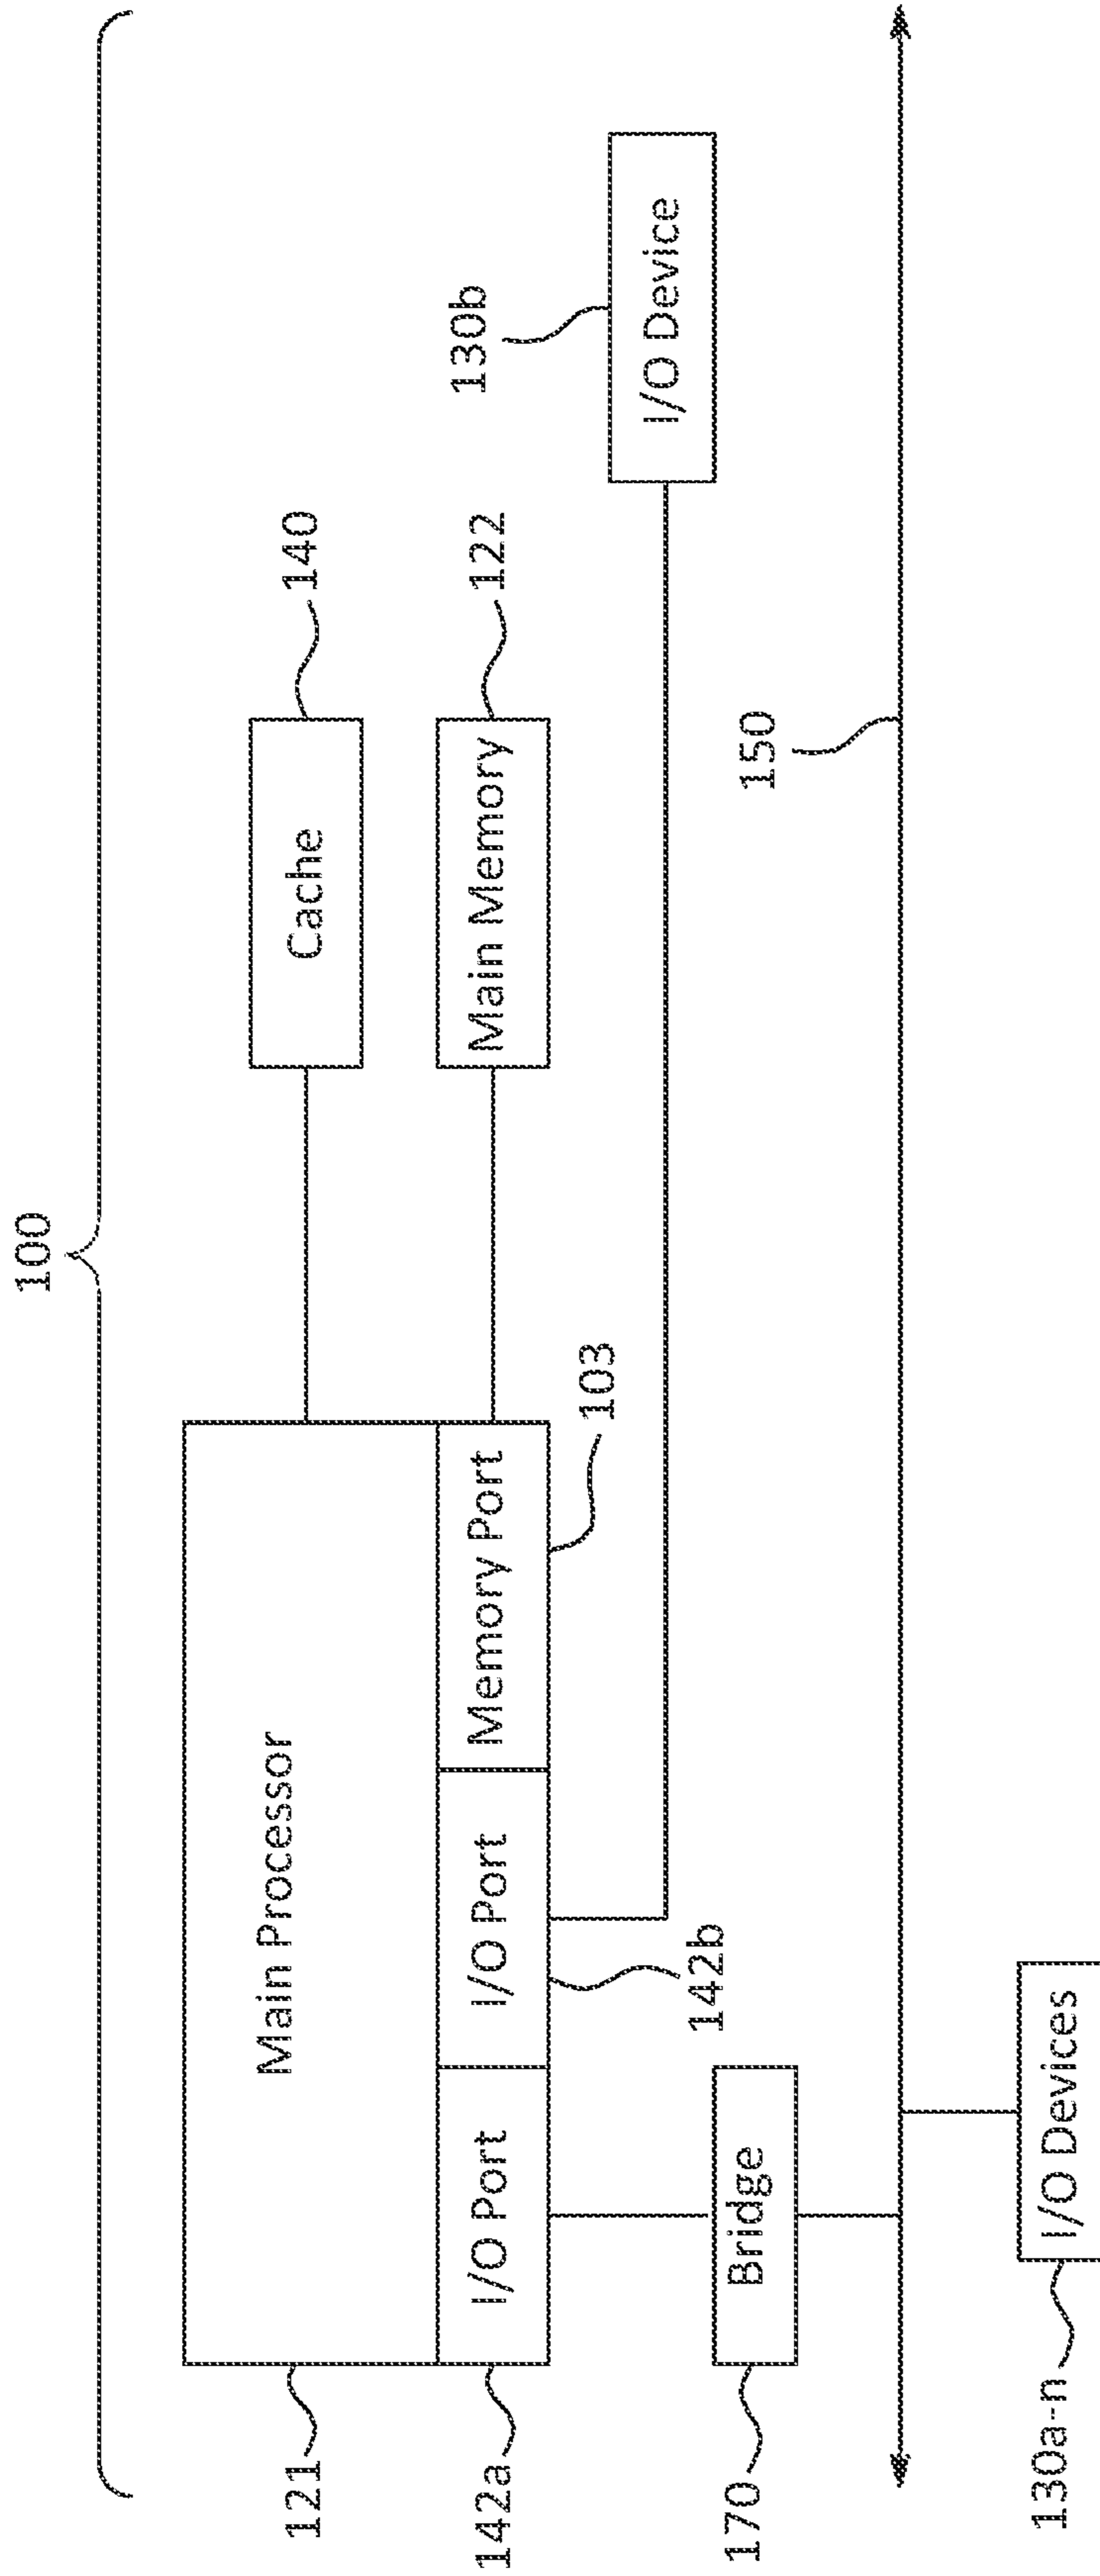 100
Main Processor
121
Cache
140
I/O Port
I/O Port
Memory Port
Main Memory
142a
122
103
142b
130b
I/O Device
Bridge
170
150
I/O Devices
130a-n